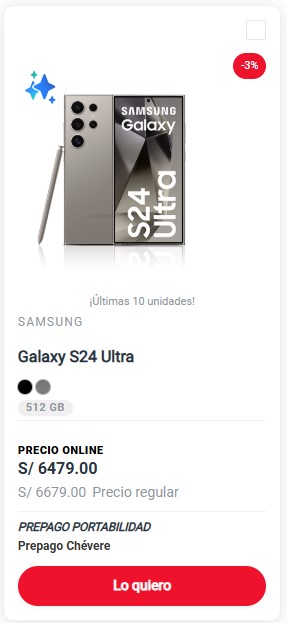 -3%
SAMSUNG
Galaxy
S24
Ultra
¡Últimas 10 unidades!
SAMSUNG
Galaxy S24 Ultra
512 GB
PRECIO ONLINE
S/ 6479.00
S/ 6679.00 Precio regular
PREPAGO PORTABILIDAD
Prepago Chévere
Lo quiero